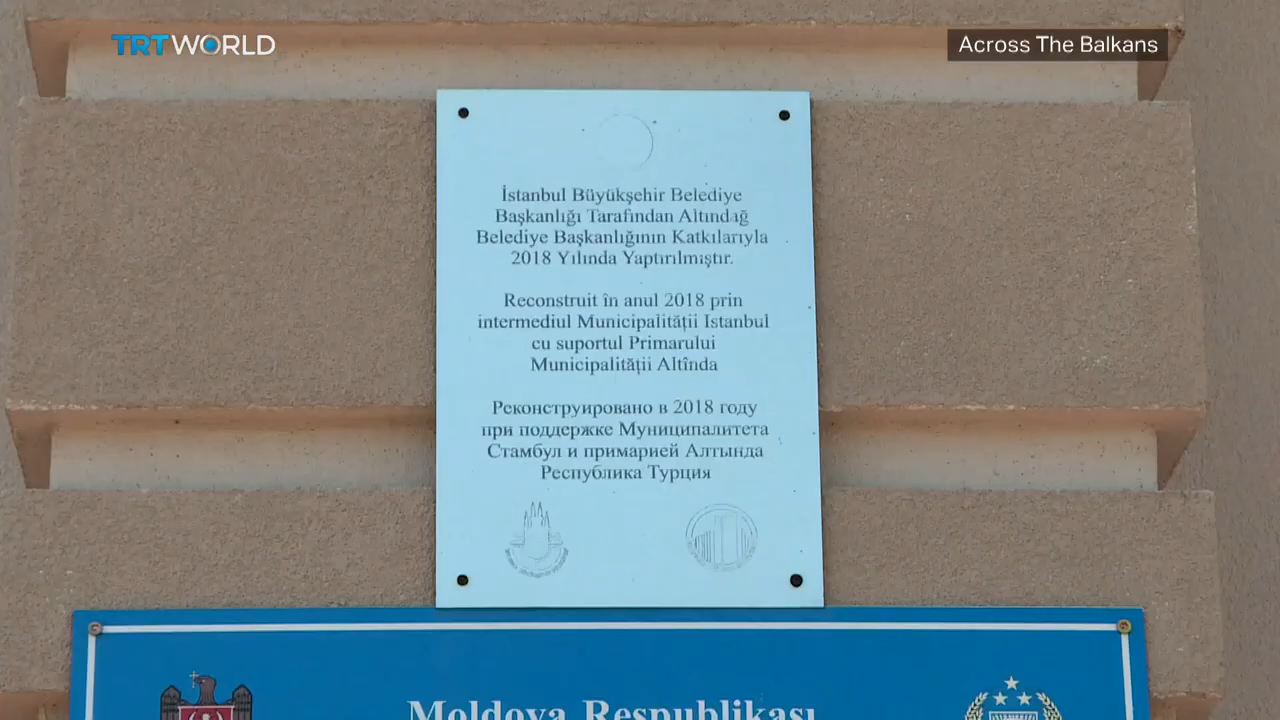 TRT WORLD
Across The Balkans
İstanbul Büyükşehir Belediye
Başkanlığı Tarafından Altındağ
Belediye Başkanlığının Katkılarıyla
2018 Yılında Yaptırılmıştır.
Reconstruit în anul 2018 prin
intermediul Municipalității Istanbul
cu suportul Primarului
Municipalității Altînda
Реконструировано в 2018 году
при поддержке Муниципалитета
Стамбул и примарией Алтында
Республика Турция
Moldova Respublikası